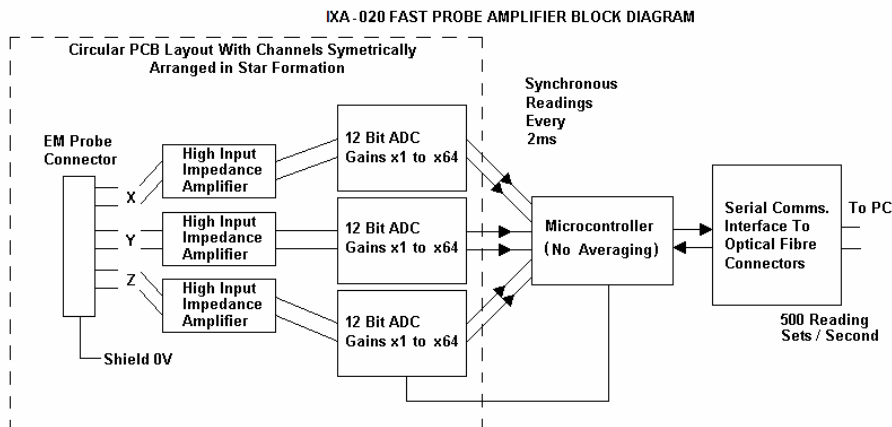 IXA-020 FAST PROBE AMPLIFIER BLOCK DIAGRAM
Circular PCB Layout With Channels Symetrically
Arranged in Star Formation
EM Probe
Connector
X
Y
Z
Shield 0V
High Input
Impedance
Amplifier
High Input
Impedance
Amplifier
High Input
Impedance
Amplifier
12 Bit ADC
Gains x1 to x64
12 Bit ADC
Gains x1 to x64
12 Bit ADC
Gains x1 to x64
Synchronous
Readings
Every
2ms
Microcontroller
(No Averaging)
Serial Comms.
Interface To
Optical Fibre
Connectors
To PC
500 Reading
Sets / Second